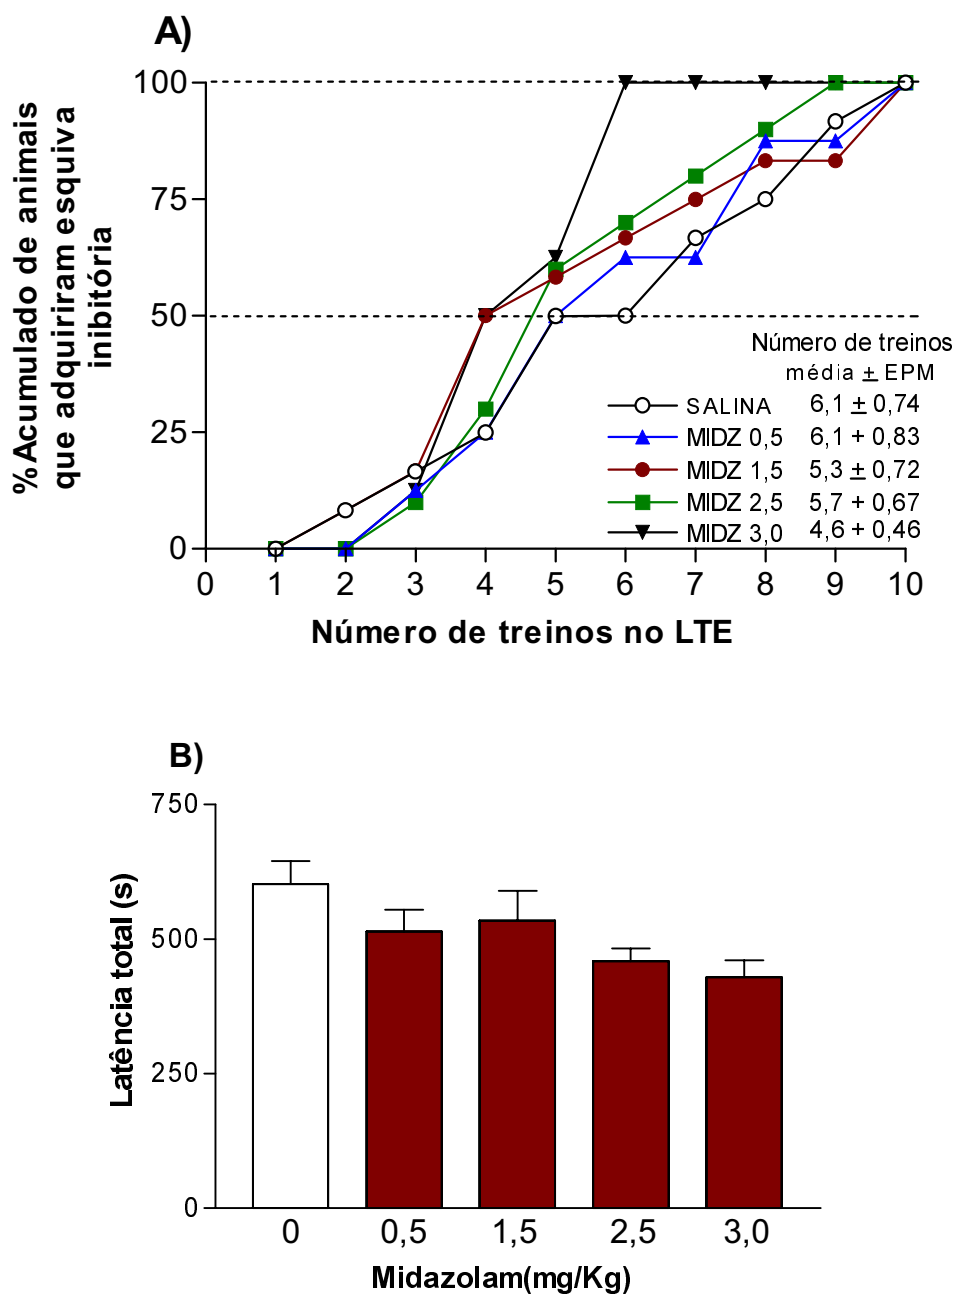 A)
%Acumulado de animais
que adquiriram esquiva
inibitória
100
75
50
25
0
0 1 2 3 4 5 6 7 8 9 10
Número de treinos no LTE
Número de treinos
média ± EPM
SALINA 6,1 ± 0,74
MIDZ 0,5 6,1 + 0,83
MIDZ 1,5 5,3 ± 0,72
MIDZ 2,5 5,7 + 0,67
MIDZ 3,0 4,6 + 0,46
B)
Latência total (s)
750
500
250
0
0 0,5 1,5 2,5 3,0
Midazolam(mg/Kg)